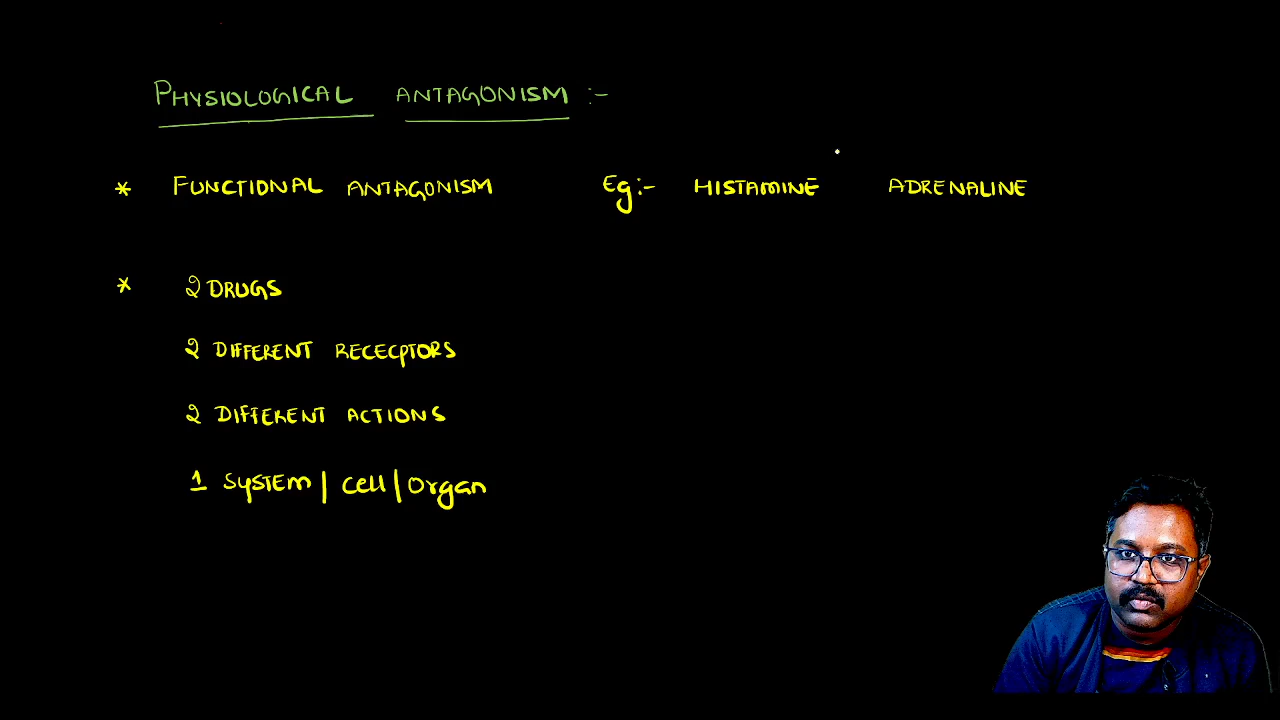 PHYSIOLOGICAL ANTAGONISM :-
* FUNCTIONAL ANTAGONISM Eg:- HISTAMINE ADRENALINE
* 2 DRUGS
2 DIFFERENT RECECPTORS
2 DIFFERENT ACTIONS
1 SYSTEM | Cell | Organ